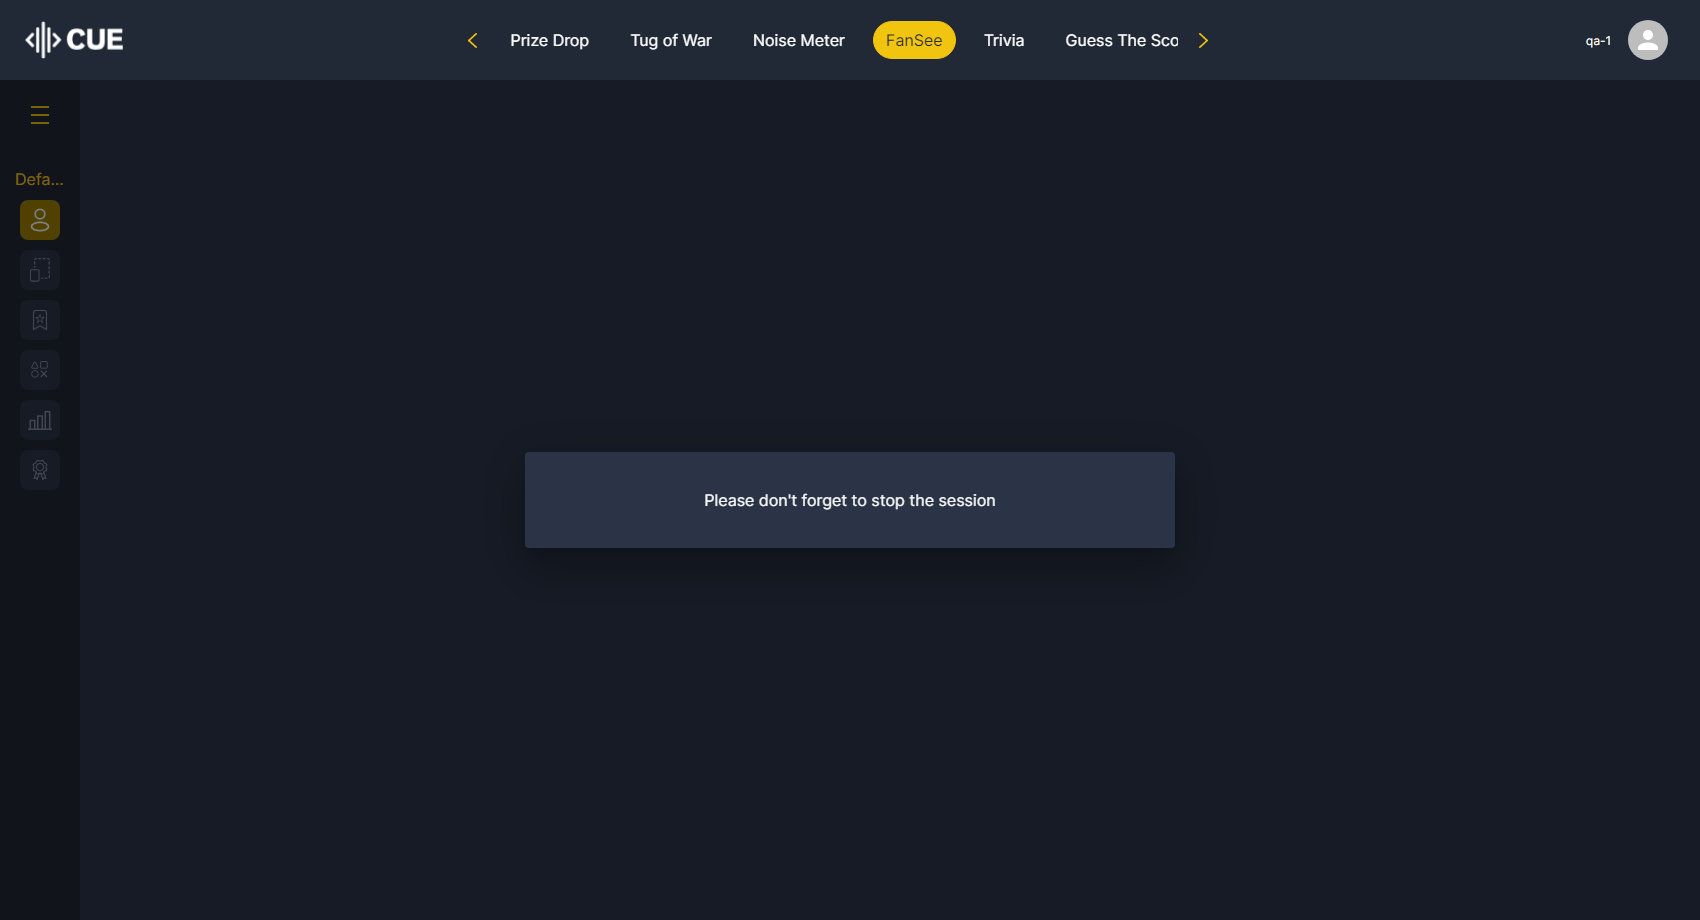 CUE
Prize Drop
Tug of War
Noise Meter
FanSee
Trivia
Guess The Sco
qa-1
Defa...
Please don't forget to stop the session